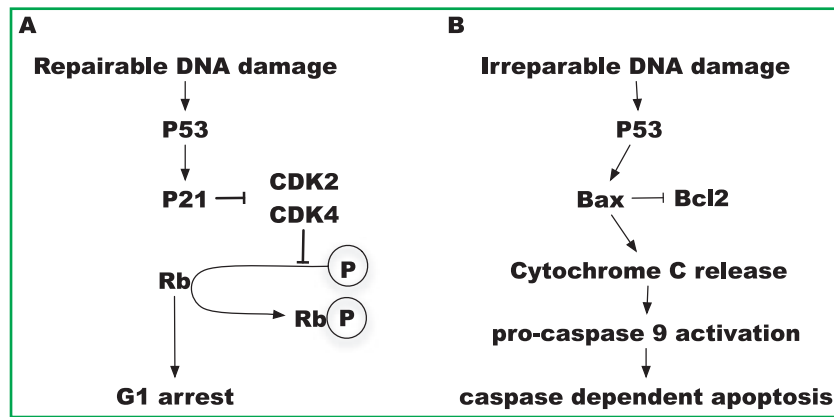 A
Repairable DNA damage
P53
P21
CDK2
CDK4
P
Rb
Rb P
G1 arrest
B
Irreparable DNA damage
P53
Bax
Bcl2
Cytochrome C release
pro-caspase 9 activation
caspase dependent apoptosis